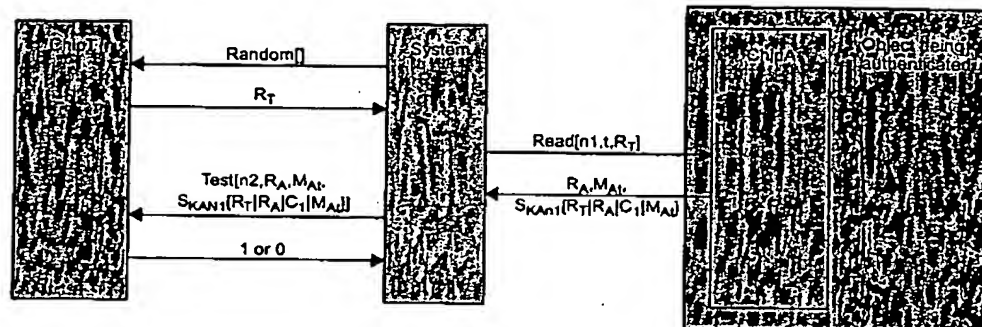 ChipT
System
ChipA
Object being
authenticated
Random[]
R_T
Read[n1,t,R_T]
Test[n2,R_A,M_At,
S_KAN1{R_T|R_A|C_1|M_At}]
R_A,M_At,
S_KAn1{R_T|R_A|C_1|M_At}
1 or 0